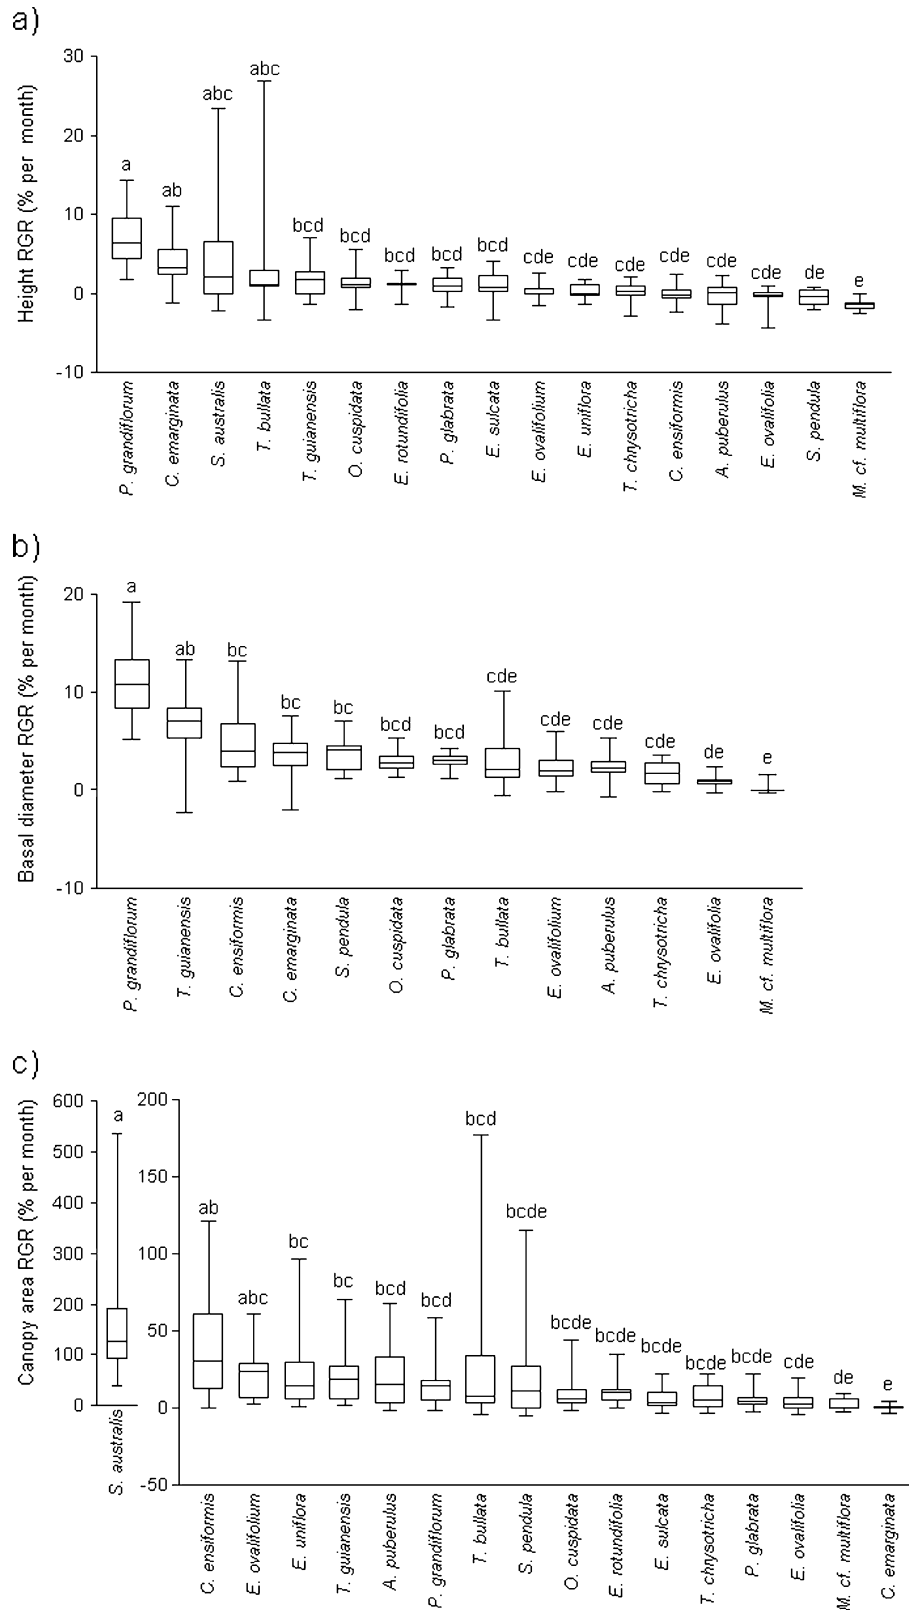 a)
Height RGR (% per month)
30
20
10
0
-10
a
ab
abc
abc
bcd
bcd
bcd
bcd
bcd
cde
cde
cde
cde
cde
cde
de
e
P. grandiflorum
C. emarginata
S. australis
T. bullata
T. guianensis
O. cuspidata
E. rotundifolia
P. glabrata
E. sulcata
E. ovalifolium
E. uniflora
T. chrysotricha
C. ensiformis
A. puberulus
E. ovalifolia
S. pendula
M. cf. multiflora
b)
Basal diameter RGR (% per month)
20
10
0
-10
a
ab
bc
bc
bc
bcd
bcd
cde
cde
cde
cde
de
e
P. grandiflorum
T. guianensis
C. ensiformis
C. emarginata
S. pendula
O. cuspidata
P. glabrata
T. bullata
E. ovalifolium
A. puberulus
T. chrysotricha
E. ovalifolia
M. cf. multiflora
c)
Canopy area RGR (% per month)
600
500
400
300
200
100
0
a
S. australis
200
150
100
50
0
-50
ab
abc
bc
bc
bcd
bcd
bcd
bcde
bcde
bcde
bcde
bcde
bcde
cde
de
e
C. ensiformis
E. ovalifolium
E. uniflora
T. guianensis
A. puberulus
P. grandiflorum
T. bullata
S. pendula
O. cuspidata
E. rotundifolia
E. sulcata
T. chrysotricha
P. glabrata
E. ovalifolia
M. cf. multiflora
C. emarginata